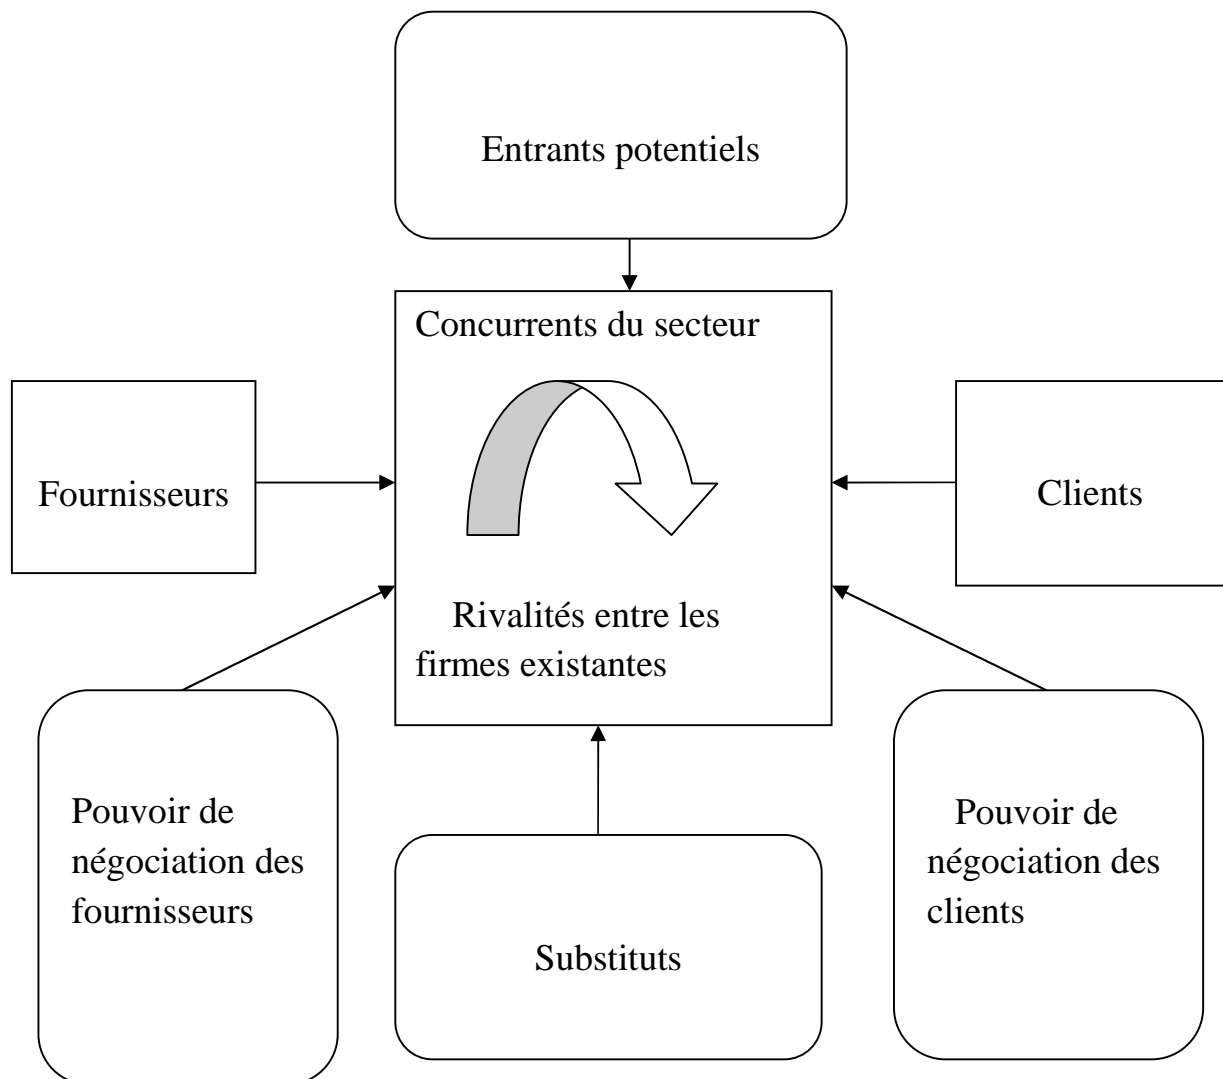 Entrants potentiels
Concurrents du secteur
Fournisseurs
Clients
Rivalités entre les
firmes existantes
Pouvoir de
négociation des
fournisseurs
Pouvoir de
négociation des
clients
Substituts